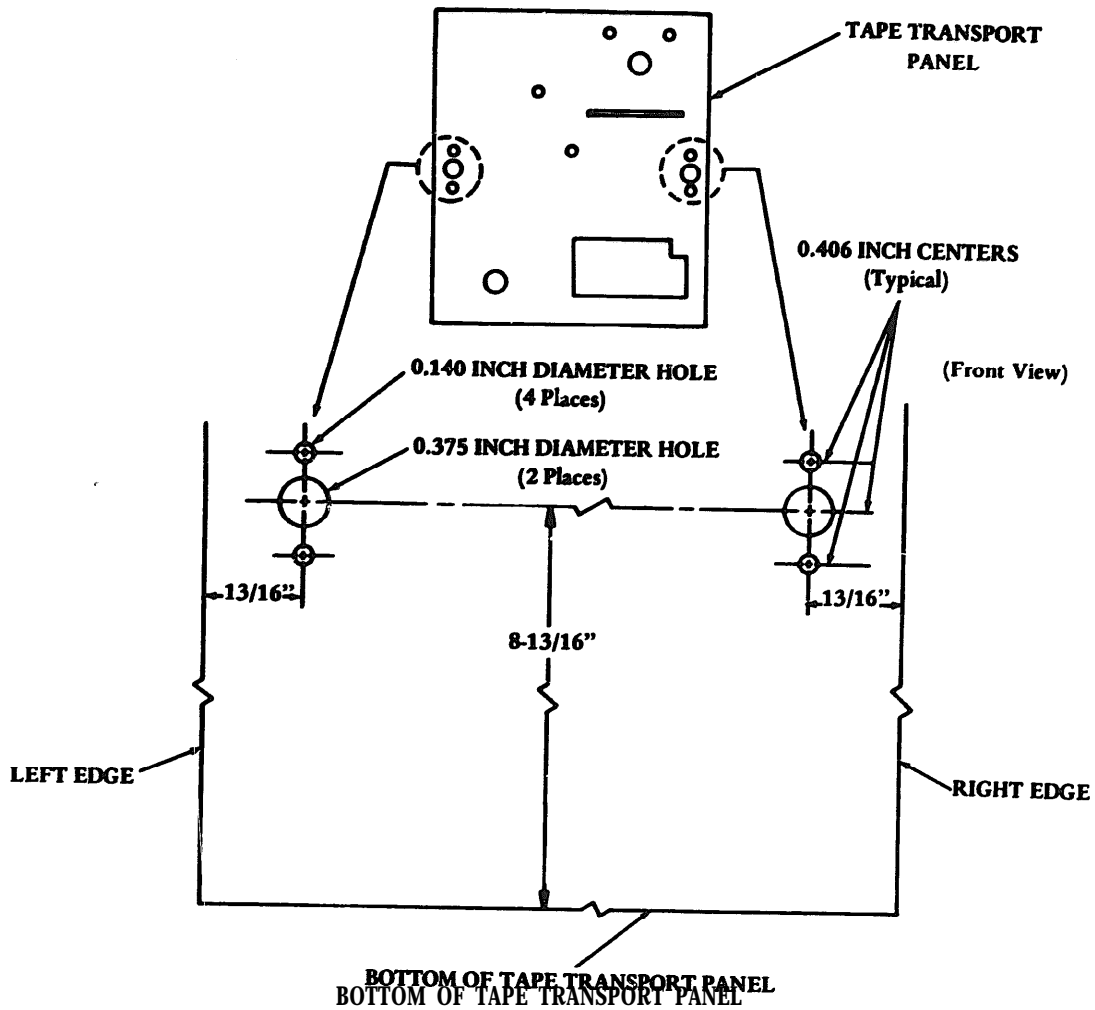 TAPE TRANSPORT
PANEL
0.406 INCH CENTERS
(Typical)
(Front View)
0.140 INCH DIAMETER HOLE
(4 Places)
0.375 INCH DIAMETER HOLE
(2 Places)
13/16”
13/16”
8-13/16”
LEFT EDGE
RIGHT EDGE
BOTTOM OF TAPE TRANSPORT PANEL
BOTTOM OF TAPE TRANSPORT PANEL